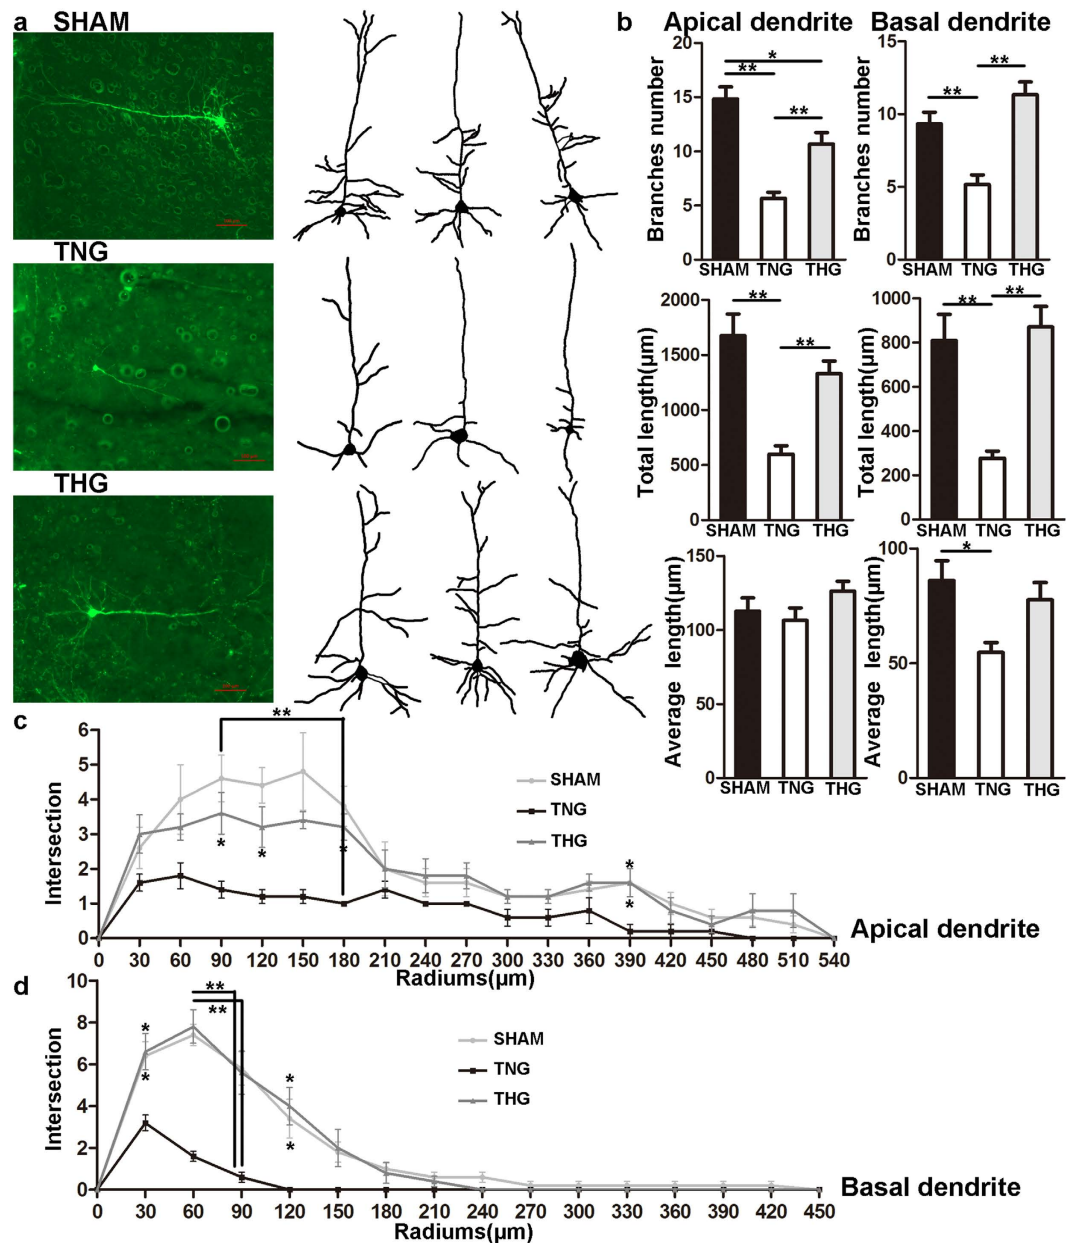 a SHAM
TNG
THG
b Apical dendrite Basal dendrite
Branches number
20
15
10
5
0
* ** **
SHAM TNG THG
Branches number
15
10
5
0
** **
SHAM TNG THG
Total length(μm)
2000
1500
1000
500
0
** **
SHAM TNG THG
Total length(μm)
1000
800
600
400
200
0
** **
SHAM TNG THG
Average length(μm)
150
100
50
0
SHAM TNG THG
Average length(μm)
100
50
0
*
SHAM TNG THG
c
Intersection
6
5
4
3
2
1
0
**
* * * * *
SHAM
TNG
THG
0 30 60 90 120 150 180 210 240 270 300 330 360 390 420 450 480 510 540
Radiums(μm)
Apical dendrite
d
Intersection
10
8
6
4
2
0
**
**
* * * *
SHAM
TNG
THG
0 30 60 90 120 150 180 210 240 270 300 330 360 390 420 450
Radiums(μm)
Basal dendrite